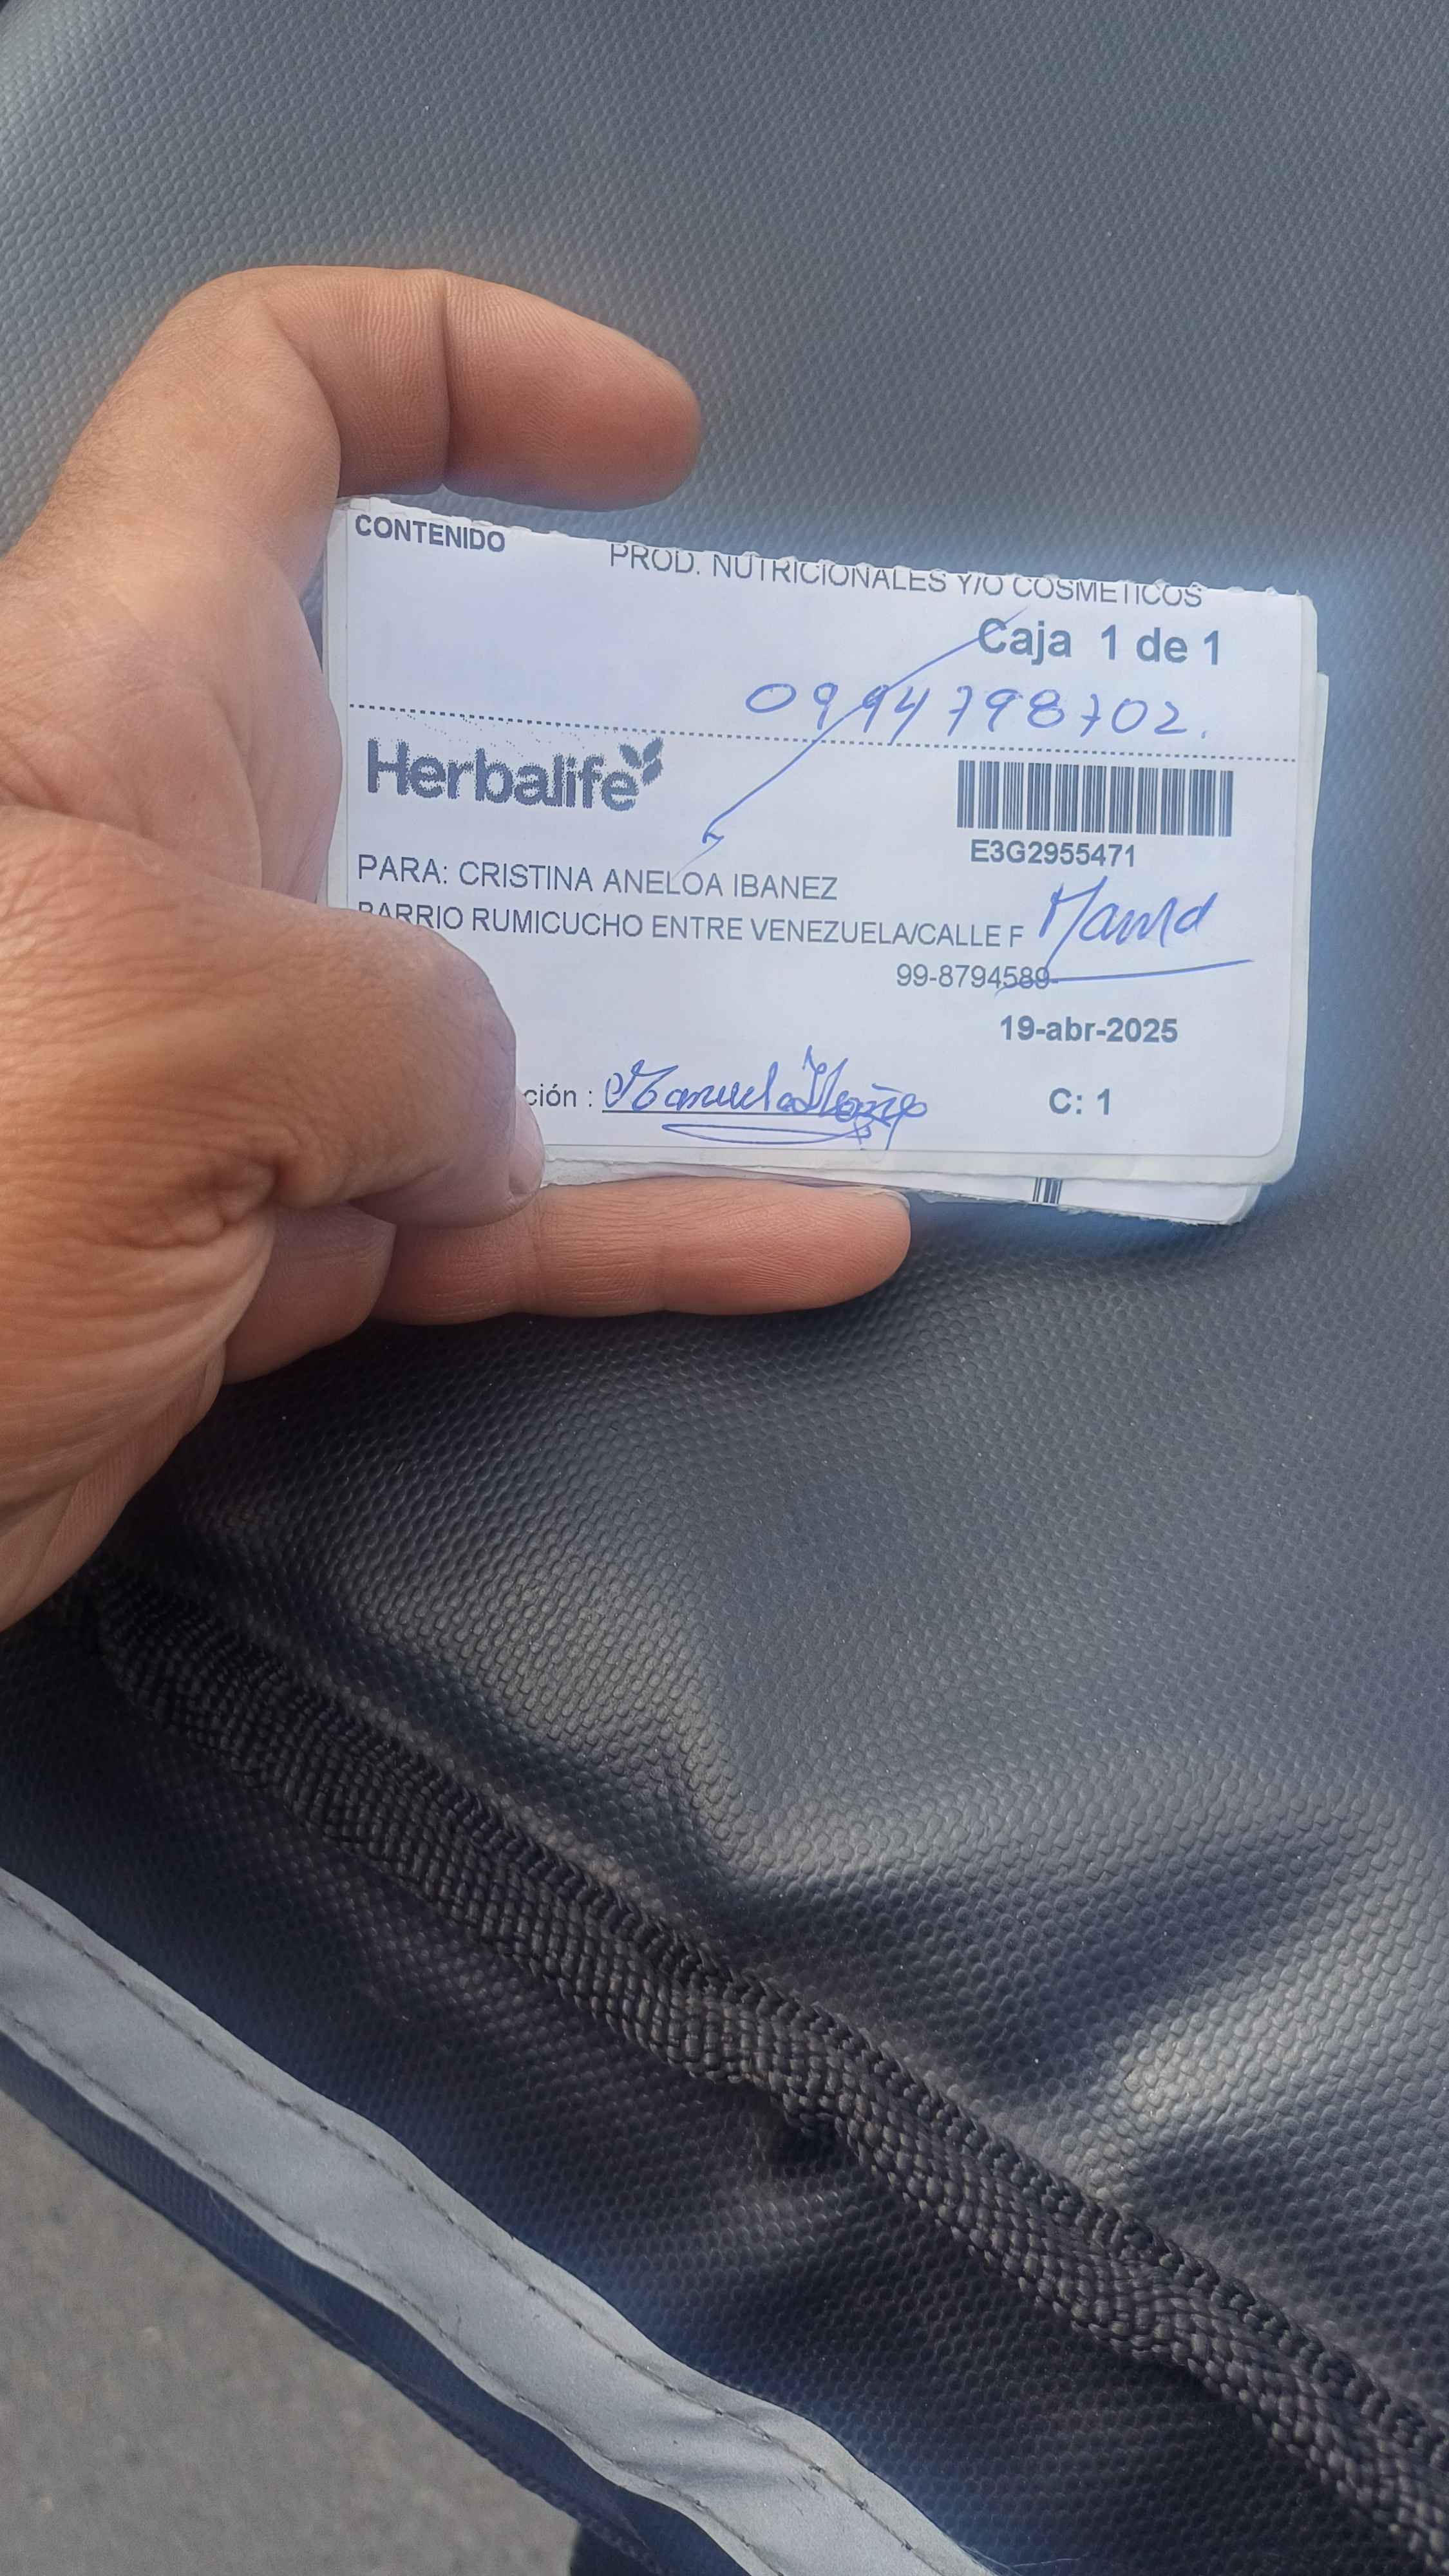 CONTENIDO PROD. NUTRICIONALES Y/O COSMETICOS
Caja 1 de 1
0994798702.
Herbalife
E3G2955471
PARA: CRISTINA ANELOA IBANEZ
BARRIO RUMICUCHO ENTRE VENEZUELA/CALLE F
99-8794589-
19-abr-2025
ción : Manuel
C: 1